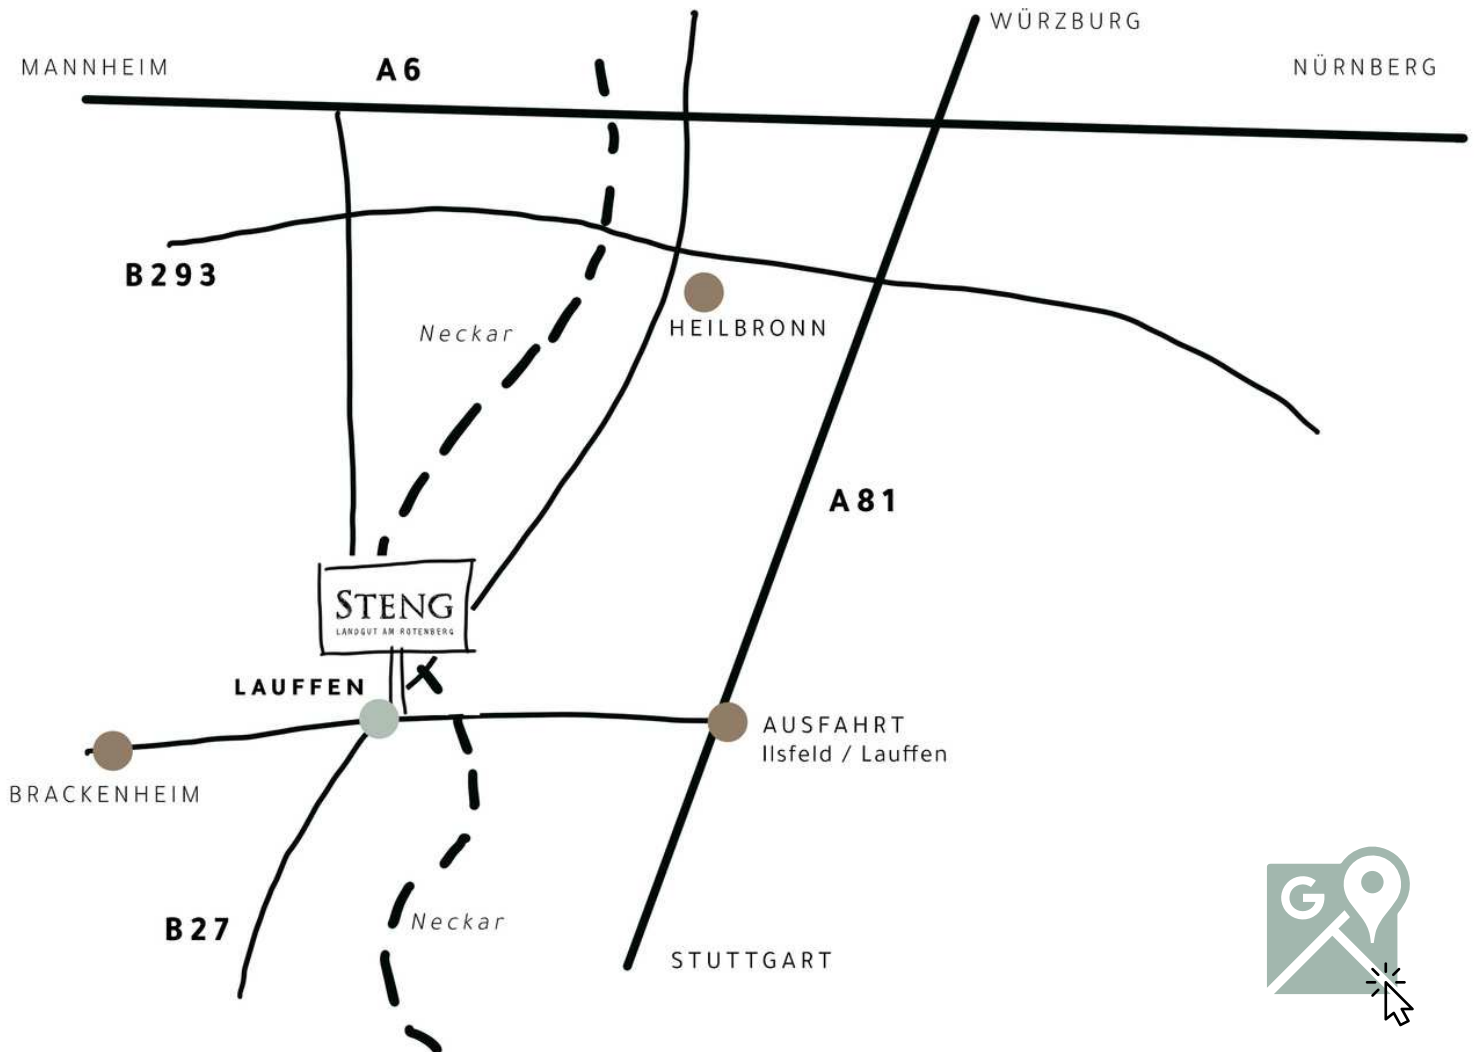 WÜRZBURG
MANNHEIM
A6
NÜRNBERG
B293
Neckar
HEILBRONN
A81
STENG
LANDGUT AM ROTENBERG
LAUFFEN
AUSFAHRT
Ilsfeld / Lauffen
BRACKENHEIM
B27
Neckar
STUTTGART
G